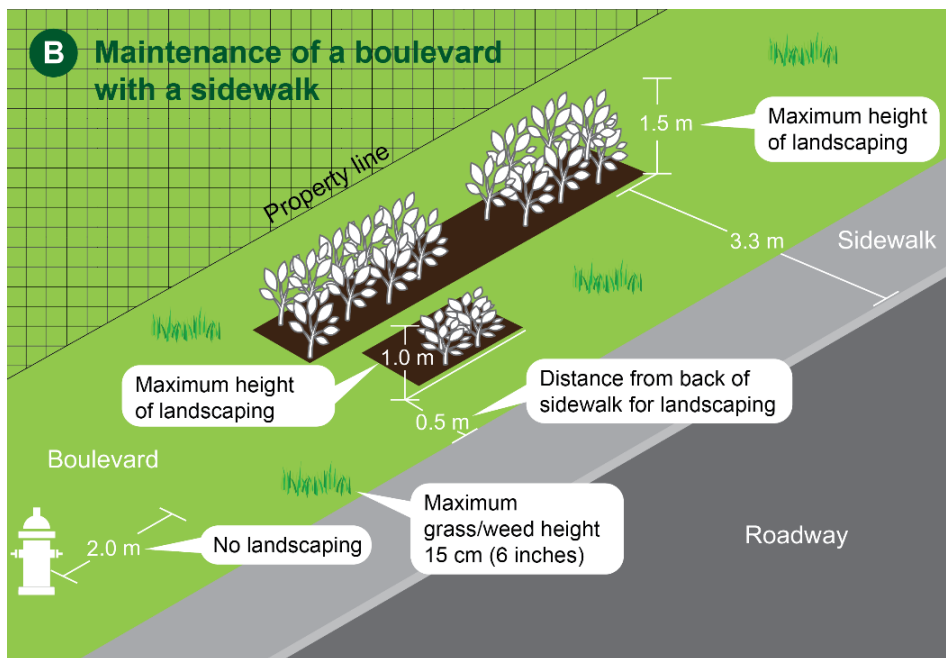 B Maintenance of a boulevard
with a sidewalk
Property line
1.5 m
Maximum height
of landscaping
3.3 m
Sidewalk
1.0 m
Maximum height
of landscaping
Distance from back of
sidewalk for landscaping
0.5 m
Boulevard
Maximum
grass/weed height
15 cm (6 inches)
2.0 m
No landscaping
Roadway